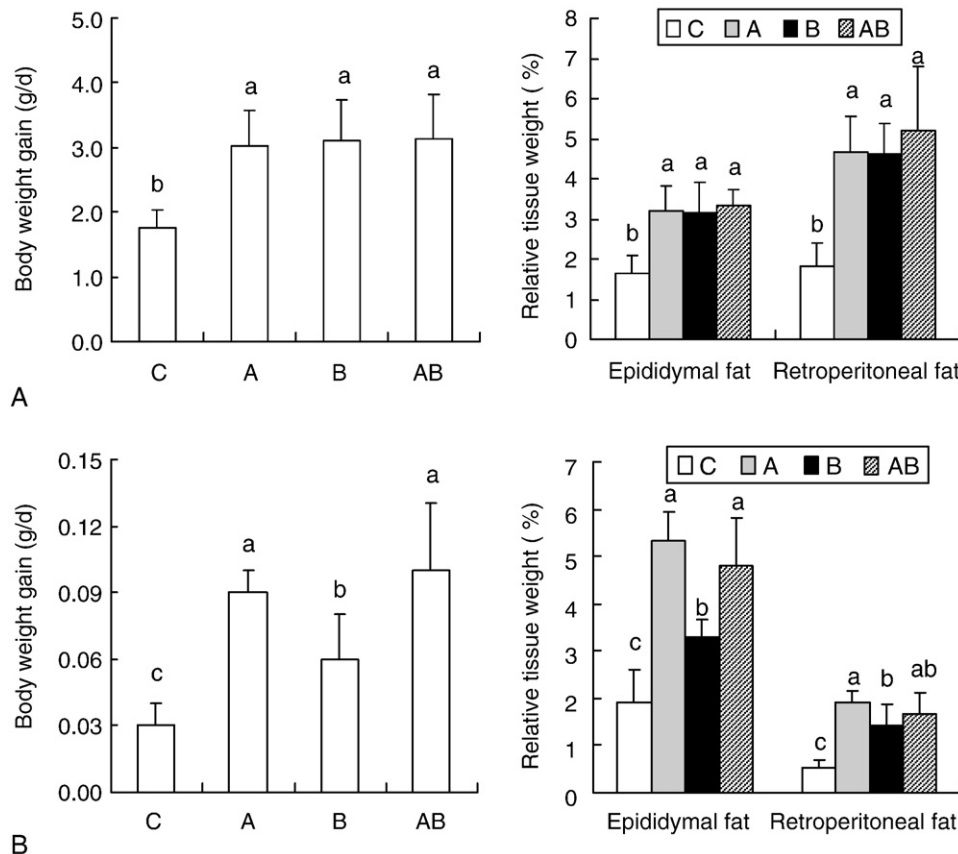 5.0
4.0
3.0
2.0
1.0
0.0
Body weight gain (g/d)
b
a
a
a
C
A
B
AB
A
C A B AB
8
7
6
5
4
3
2
1
0
Relative tissue weight ( %)
b
a
a
a
b
a
a
a
Epididymal fat
Retroperitoneal fat
0.15
0.12
0.09
0.06
0.03
0.00
Body weight gain (g/d)
c
a
b
a
C
A
B
AB
B
C A B AB
7
6
5
4
3
2
1
0
Relative tissue weight ( %)
c
a
b
a
c
a
b
ab
Epididymal fat
Retroperitoneal fat